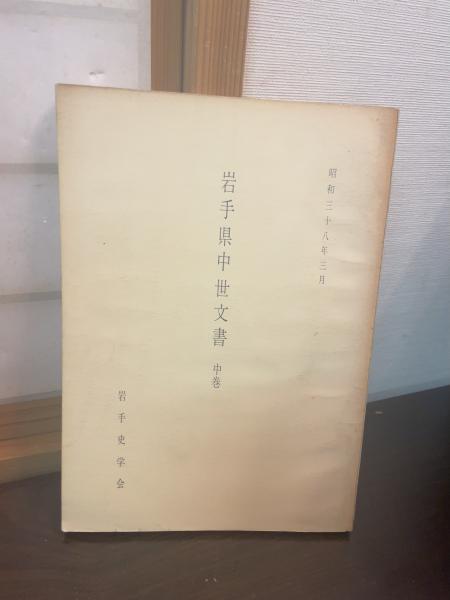 昭和三十八年三月
岩手県中世文書 中巻
岩手史学会